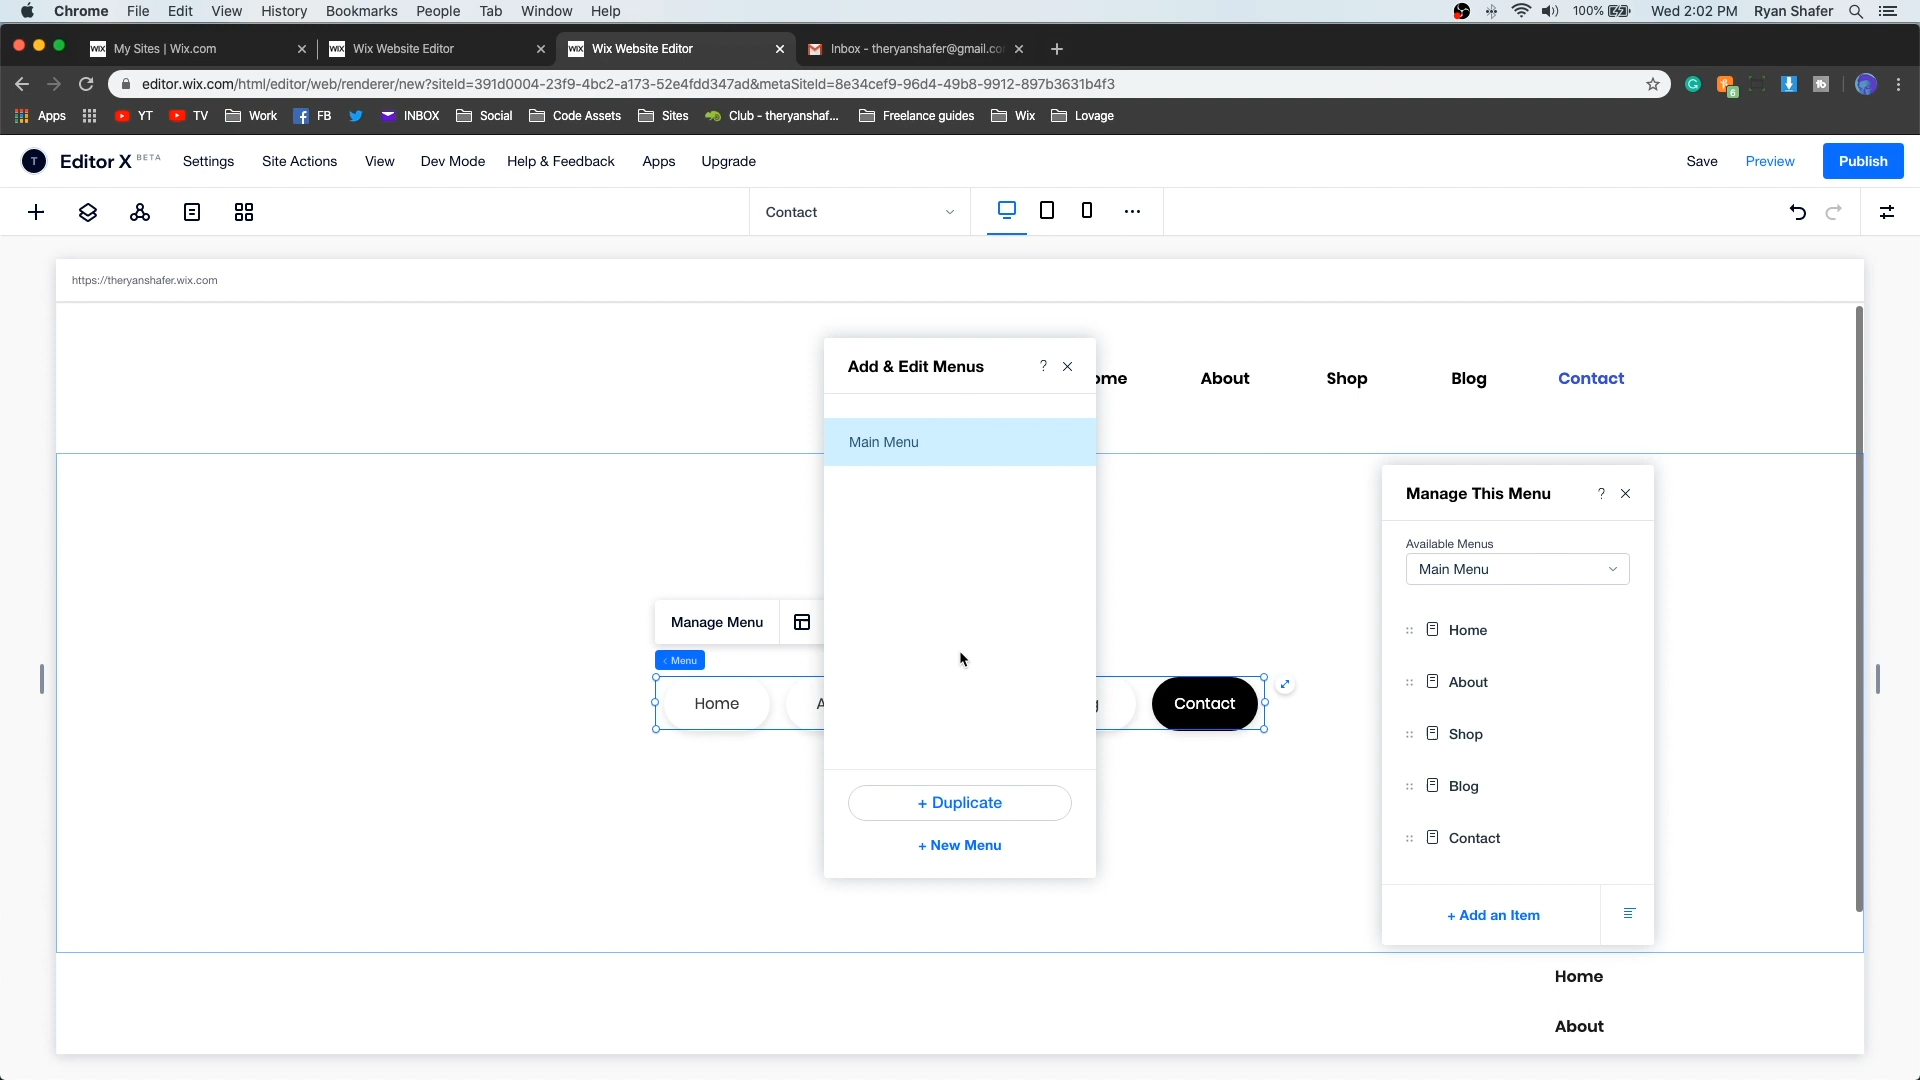 Chrome File Edit View History Bookmarks People Tab Window Help 100% Wed 2:02 PM Ryan Shafer
WIX My Sites | Wix.com WIX Wix Website Editor WIX Wix Website Editor Inbox - theryanshafer@gmail.co
editor.wix.com/html/editor/web/renderer/new?siteId=391d0004-23f9-4bc2-a173-52e4fdd347ad&metaSiteId=8e34cef9-96d4-49b8-9912-897b3631b4f3 6
Apps YT TV Work FB INBOX Social Code Assets Sites Club - theryanshaf... Freelance guides Wix Lovage
T Editor X BETA Settings Site Actions View Dev Mode Help & Feedback Apps Upgrade Save Preview Publish
Contact
https://theryanshafer.wix.com
Add & Edit Menus ?
ome About Shop Blog Contact
Main Menu
Manage This Menu ?
Available Menus
Main Menu
Manage Menu
Home
< Menu
About
Home A g Contact
Shop
Blog
+ Duplicate
Contact
+ New Menu
+ Add an Item
Home
About